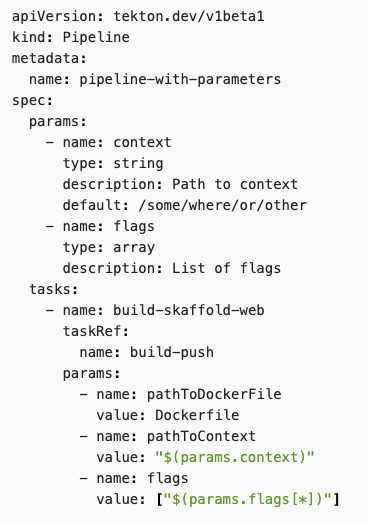 apiVersion: tekton.dev/v1beta1
kind: Pipeline
metadata:
  name: pipeline-with-parameters
spec:
  params:
    - name: context
      type: string
      description: Path to context
      default: /some/where/or/other
    - name: flags
      type: array
      description: List of flags
  tasks:
    - name: build-skaffold-web
      taskRef:
        name: build-push
      params:
        - name: pathToDockerFile
          value: Dockerfile
        - name: pathToContext
          value: "$(params.context)"
        - name: flags
          value: ["$(params.flags[*])"]